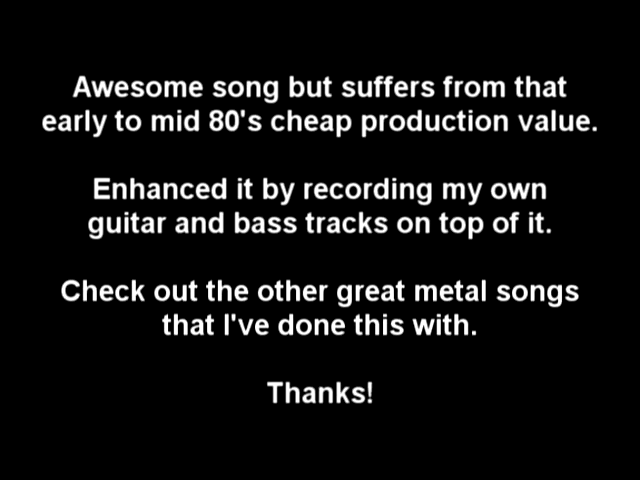 Awesome song but suffers from that
early to mid 80's cheap production value.
Enhanced it by recording my own
guitar and bass tracks on top of it.
Check out the other great metal songs
that I've done this with.
Thanks!